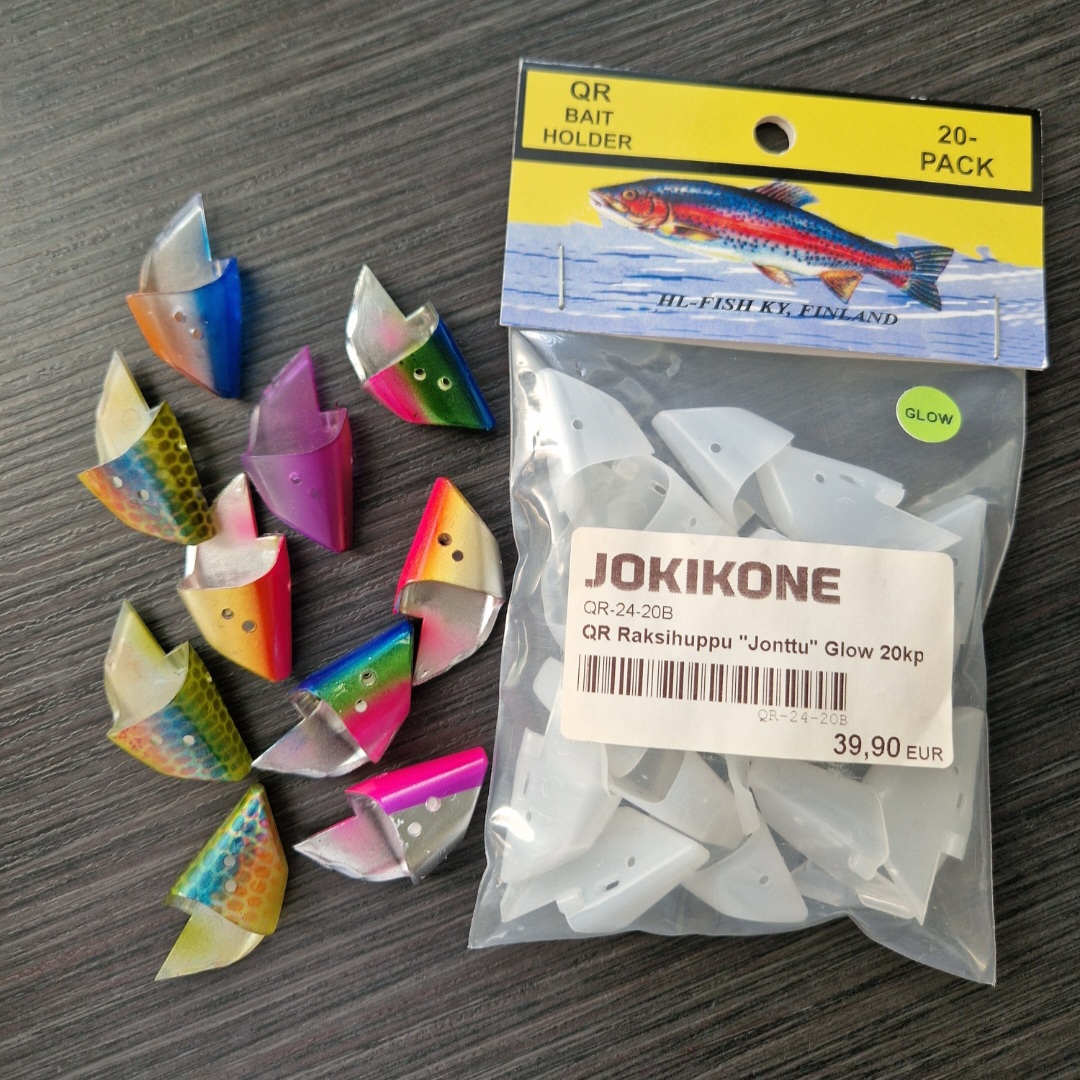 QR
BAIT
HOLDER
20-
PACK
HL-FISH KY, FINLAND
GLOW
JOKIKONE
QR-24-20B
QR Raksihuppu "Jonttu" Glow 20kp
QR-24-20B
39,90 EUR